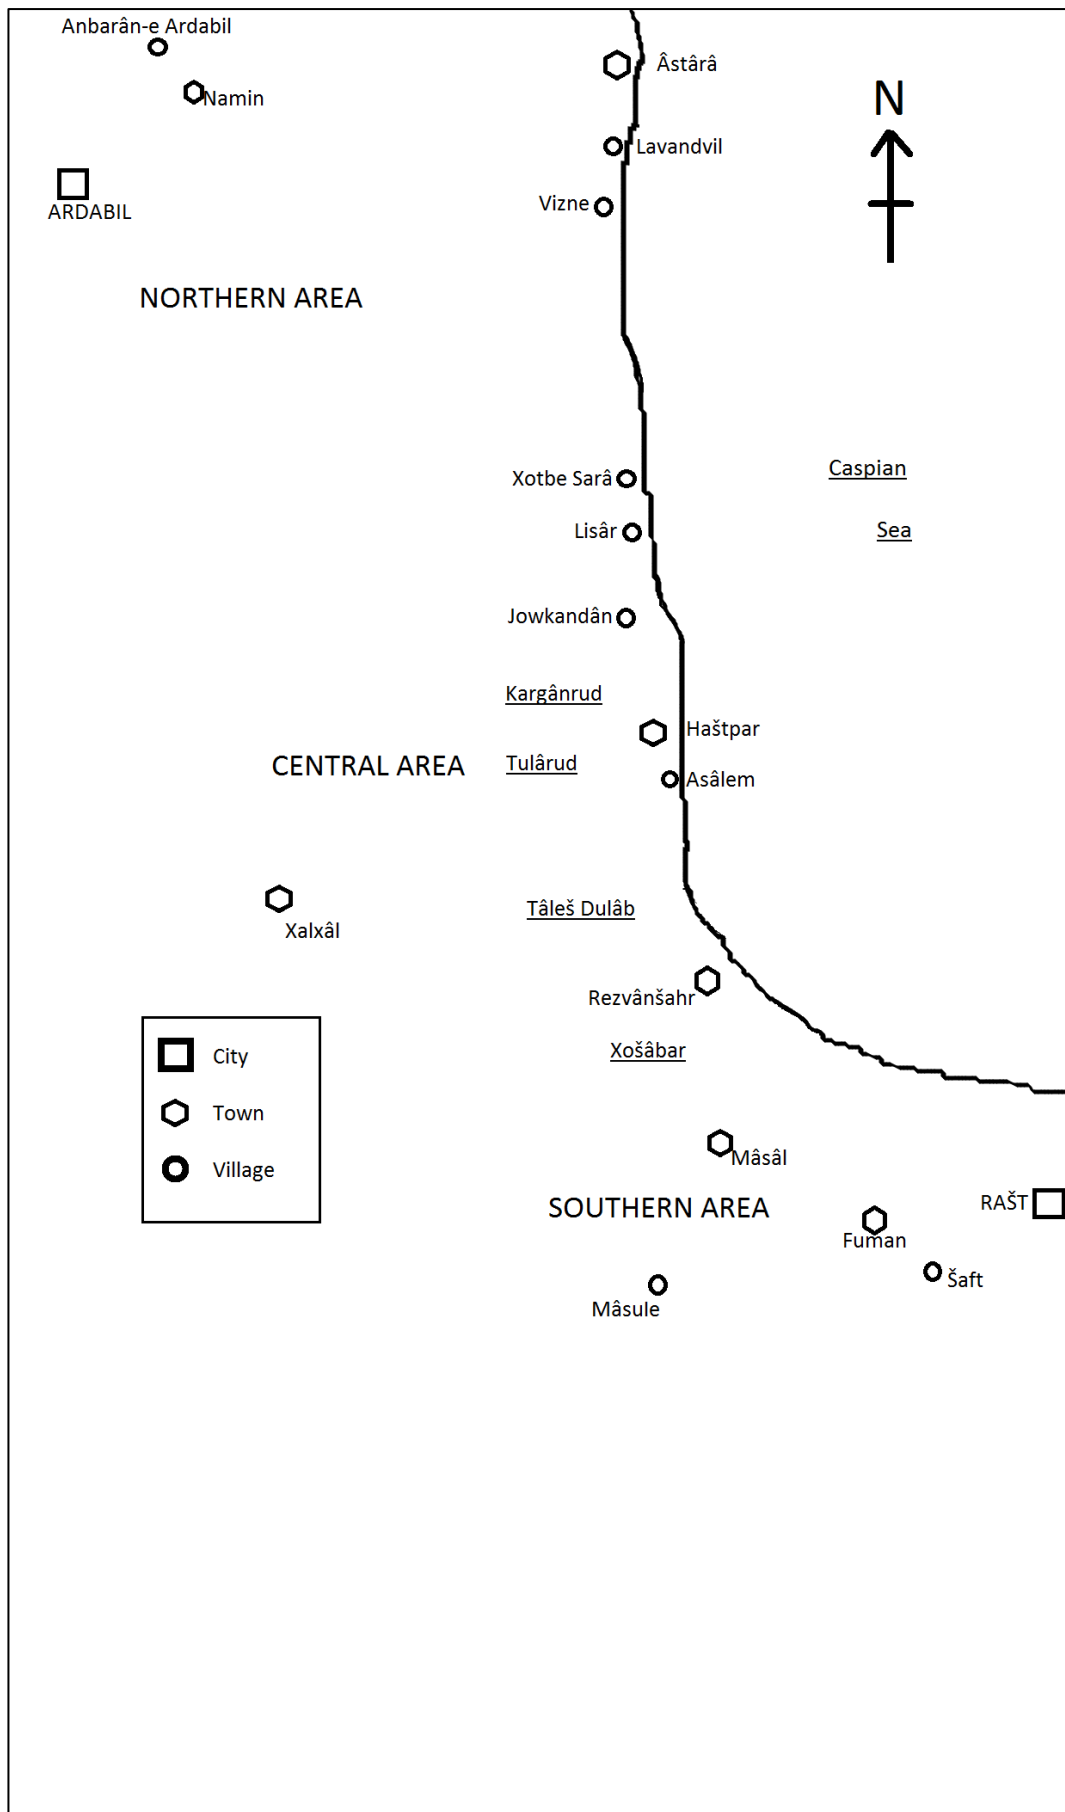 Anbarân-e Ardabil
Âstârâ
Namin
N
Lavandvil
Vizne
ARDABIL
NORTHERN AREA
Caspian
Xotbe Sarâ
Sea
Lisâr
Jowkandân
Kargânrud
Haštpar
CENTRAL AREA
Tulârud
Asâlem
Tâleš Dulâb
Xalxâl
Rezvânšahr
Xošâbar
City
Town
Village
Mâsâl
RAŠT
SOUTHERN AREA
Fuman
Šaft
Mâsule